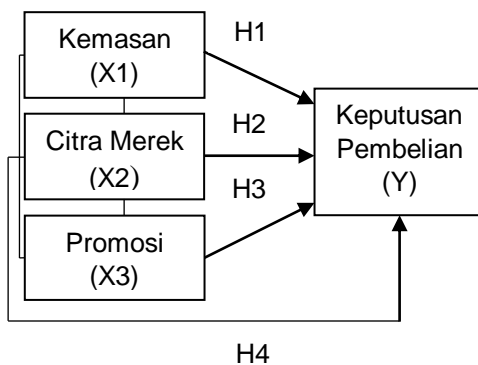 Kemasan
(X1)
H1
Citra Merek
(X2)
H2
Keputusan
Pembelian
(Y)
H3
Promosi
(X3)
H4